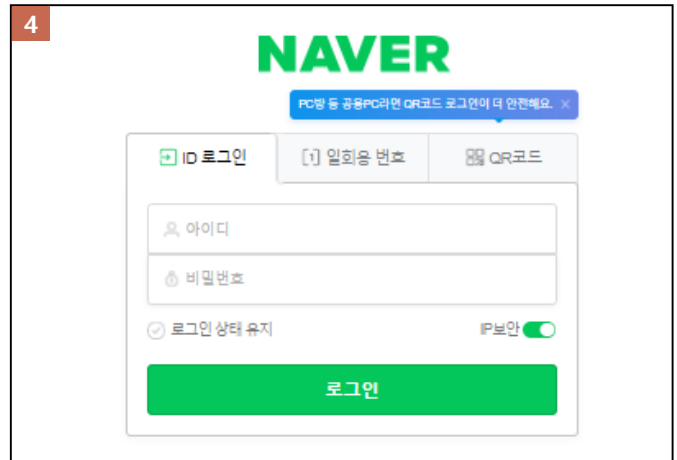 4
NAVER
PC방 등 공용PC라면 QR코드 로그인이 더 안전해요. ×
ID 로그인
[1] 일회용 번호
QR코드
아이디
비밀번호
로그인 상태 유지
IP보안
로그인